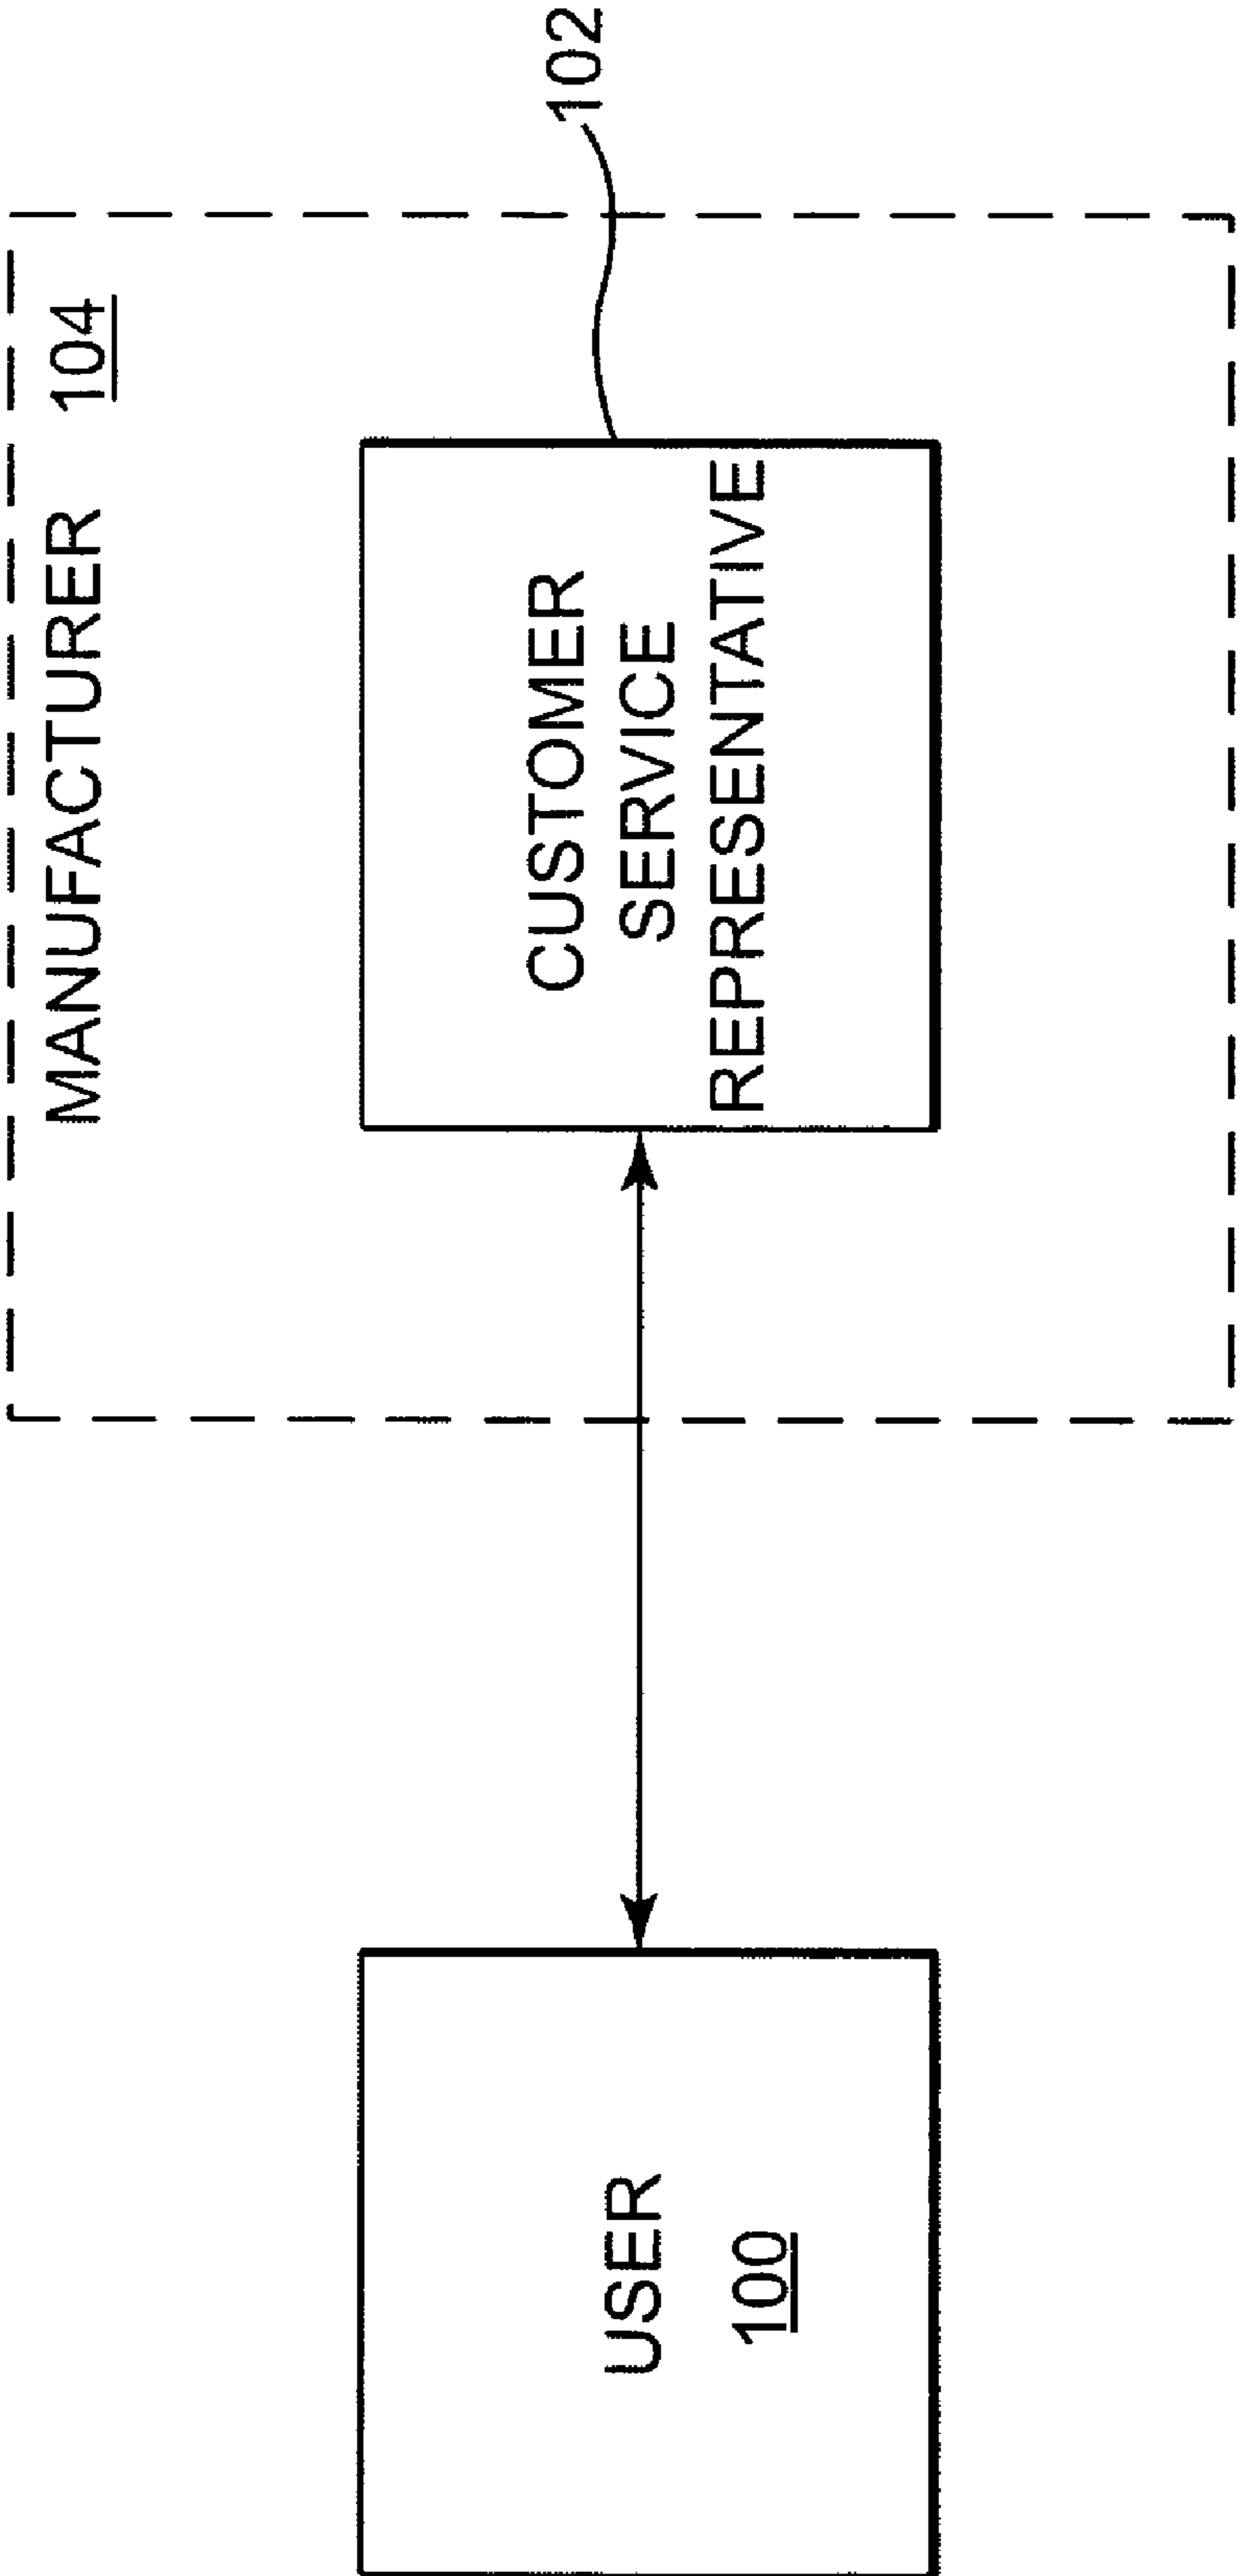 MANUFACTURER 104
CUSTOMER
SERVICE
REPRESENTATIVE
102
USER
100